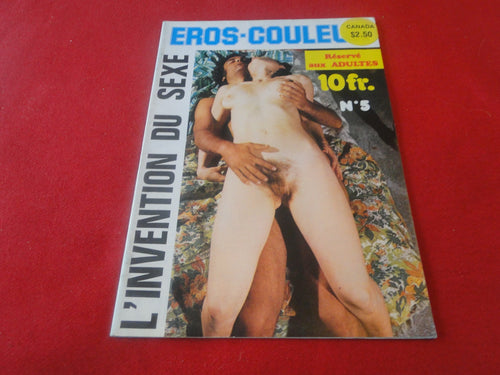 EROS-COULEU
CANADA
$2.50
Réservé
aux ADULTES
10fr.
N°5
L'INVENTION DU SEXE